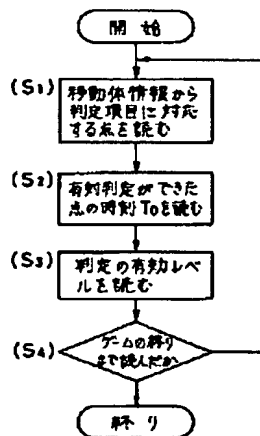 開始
(S1)
移動体情報から
判定項目に対応
する点を読む
(S2)
有効判定ができた
点の時刻T0を読む
(S3)
判定の有効レベ
ルを読む
(S4)
ゲームの終り
まで読んだか
終り